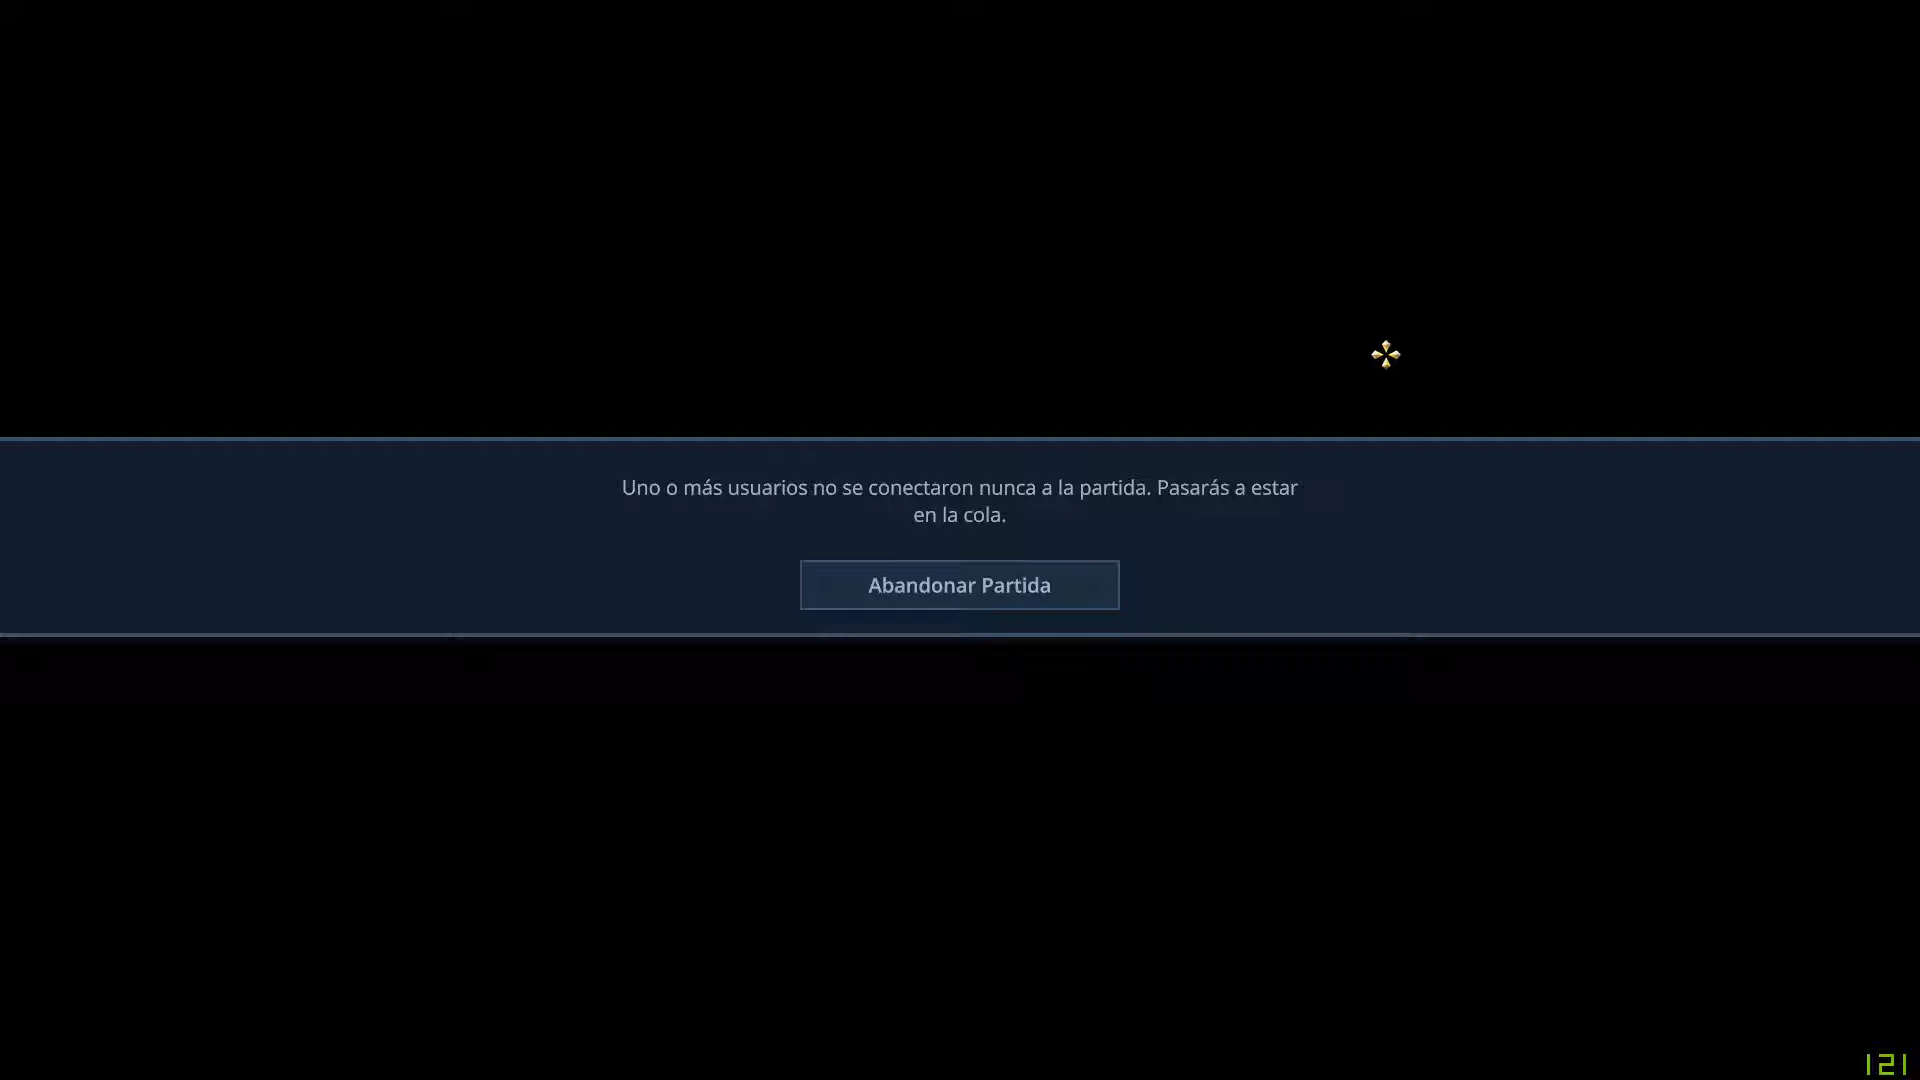 Uno o más usuarios no se conectaron nunca a la partida. Pasarás a estar
en la cola.
Abandonar Partida
121